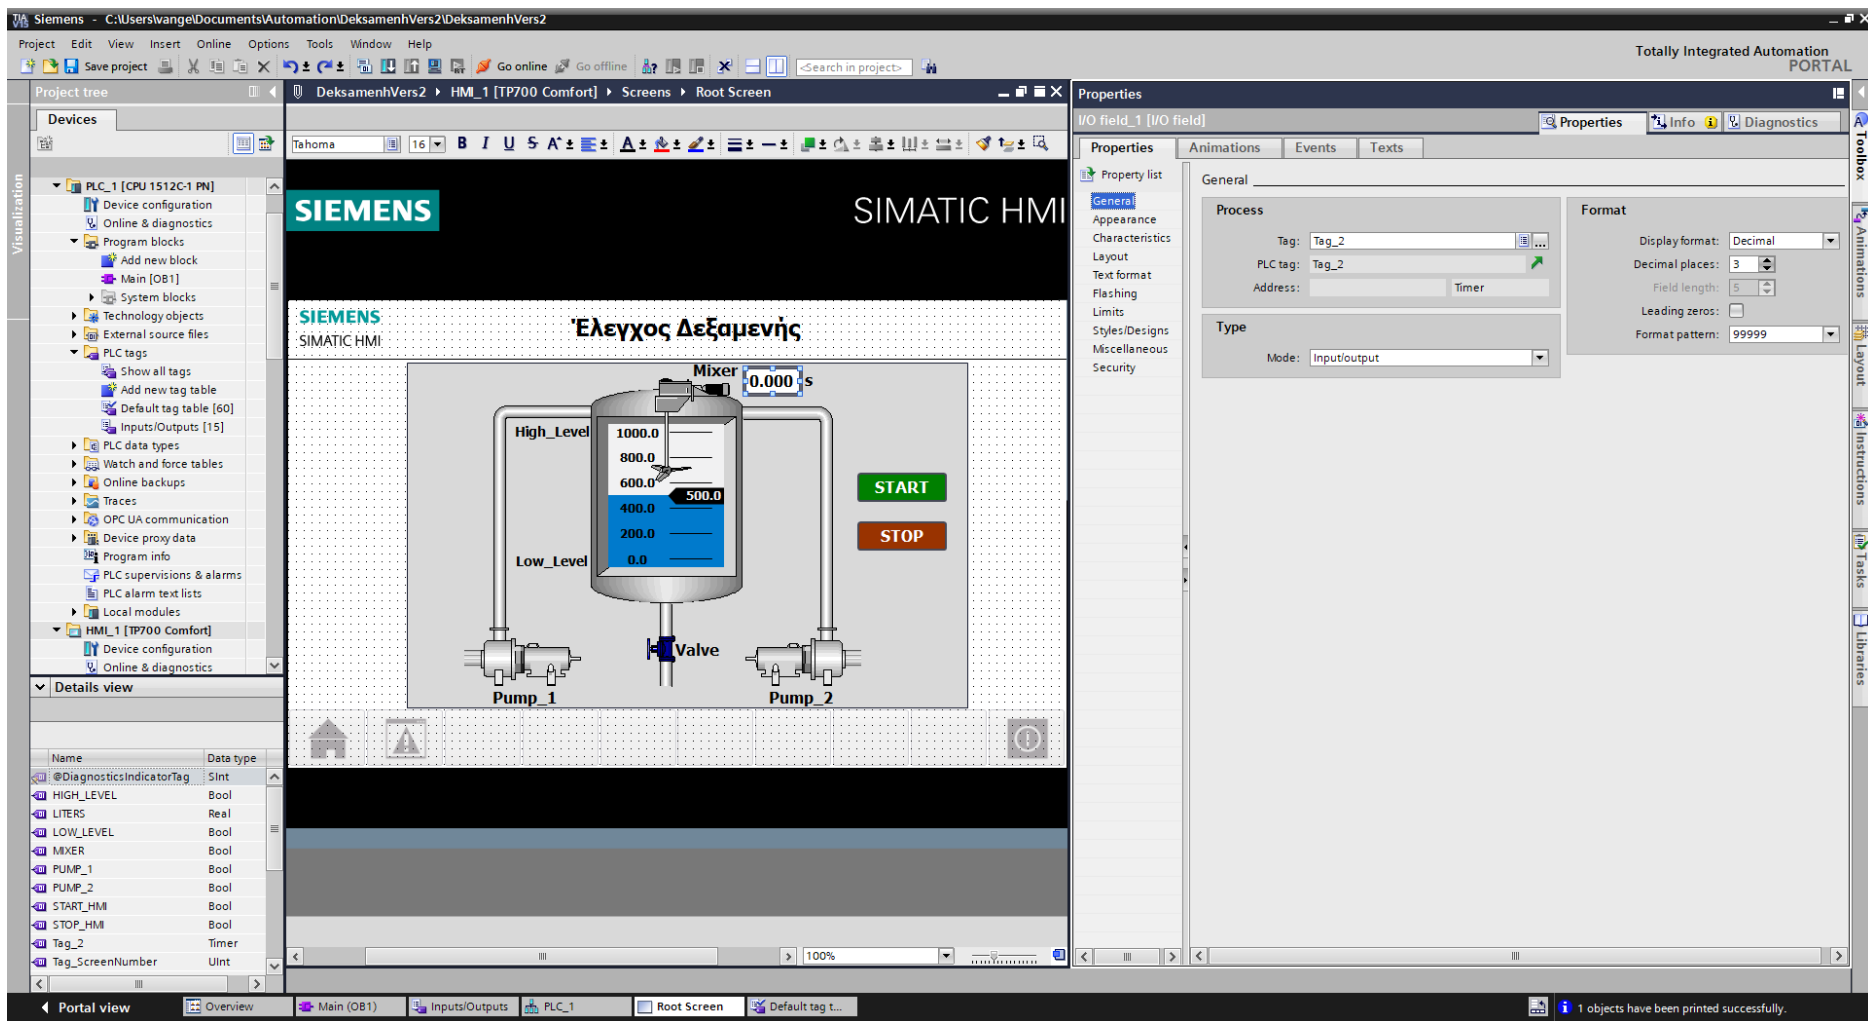 Siemens - C:\Users\vange\Documents\Automation\DeksamenhVers2\DeksamenhVers2
Project Edit View Insert Online Options Tools Window Help
Totally Integrated Automation
PORTAL
Save project Go online Go offline <Search in project>
Project tree
Devices
Visualization
PLC_1 [CPU 1512C-1 PN]
Device configuration
Online & diagnostics
Program blocks
Add new block
Main [OB1]
System blocks
Technology objects
External source files
PLC tags
Show all tags
Add new tag table
Default tag table [60]
Inputs/Outputs [15]
PLC data types
Watch and force tables
Online backups
Traces
OPC UA communication
Device proxy data
Program info
PLC supervisions & alarms
PLC alarm text lists
Local modules
HMI_1 [TP700 Comfort]
Device configuration
Online & diagnostics
Details view
Name Data type
@DiagnosticsIndicatorTag SInt
HIGH_LEVEL Bool
LITERS Real
LOW_LEVEL Bool
MIXER Bool
PUMP_1 Bool
PUMP_2 Bool
START_HMI Bool
STOP_HMI Bool
Tag_2 Timer
Tag_ScreenNumber UInt
DeksamenhVers2 HMI_1 [TP700 Comfort] Screens Root Screen
Tahoma 16 B I U S A A
SIEMENS SIMATIC HMI
SIEMENS
SIMATIC HMI
Έλεγχος Δεξαμενής
Mixer 0.000 s
High_Level
1000.0
800.0
600.0
500.0
400.0
200.0
0.0
Low_Level
START
STOP
Valve
Pump_1
Pump_2
100%
Properties
I/O field_1 [I/O field]
Properties Info Diagnostics
Properties Animations Events Texts
Property list
General
Appearance
Characteristics
Layout
Text format
Flashing
Limits
Styles/Designs
Miscellaneous
Security
General
Process
Tag: Tag_2
PLC tag: Tag_2
Address: Timer
Type
Mode: Input/output
Format
Display format: Decimal
Decimal places: 3
Field length: 5
Leading zeros:
Format pattern: 99999
Toolbox
Animations
Layout
Instructions
Tasks
Libraries
Portal view Overview Main (OB1) Inputs/Outputs PLC_1 Root Screen Default tag t...
1 objects have been printed successfully.